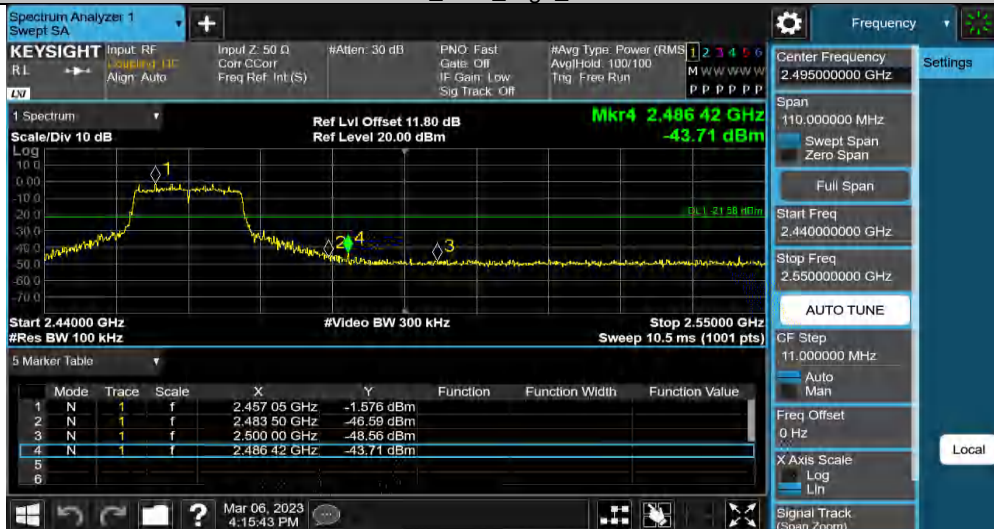 Spectrum Analyzer 1
Swept SA
+
Frequency
KEYSIGHT
RL
LXI
Input: RF
Coupling: DC
Align: Auto
Input Z: 50 Ω
Corr CCorr
Freq Ref: Int (S)
#Atten: 30 dB
PNO: Fast
Gate: Off
IF Gain: Low
Sig Track: Off
#Avg Type: Power (RMS
Avg|Hold: 100/100
Trig: Free Run
1 2 3 4 5 6
M W W W W W
P P P P P P
1 Spectrum
Scale/Div 10 dB
Ref Lvl Offset 11.80 dB
Ref Level 20.00 dBm
Mkr4 2.486 42 GHz
-43.71 dBm
Log
10.0
0.00
-10.0
-20.0
-30.0
-40.0
-50.0
-60.0
-70.0
1
2
4
3
DL1 -21.58 dBm
Start 2.44000 GHz
#Res BW 100 kHz
#Video BW 300 kHz
Stop 2.55000 GHz
Sweep 10.5 ms (1001 pts)
5 Marker Table
Mode Trace Scale X Y Function Function Width Function Value
1 N 1 f 2.457 05 GHz -1.576 dBm
2 N 1 f 2.483 50 GHz -46.59 dBm
3 N 1 f 2.500 00 GHz -48.56 dBm
4 N 1 f 2.486 42 GHz -43.71 dBm
5
6
Center Frequency
2.495000000 GHz
Span
110.000000 MHz
Swept Span
Zero Span
Full Span
Start Freq
2.440000000 GHz
Stop Freq
2.550000000 GHz
AUTO TUNE
CF Step
11.000000 MHz
Auto
Man
Freq Offset
0 Hz
X Axis Scale
Log
Lin
Signal Track
(Span Zoom)
Settings
Local
?
Mar 06, 2023
4:15:43 PM